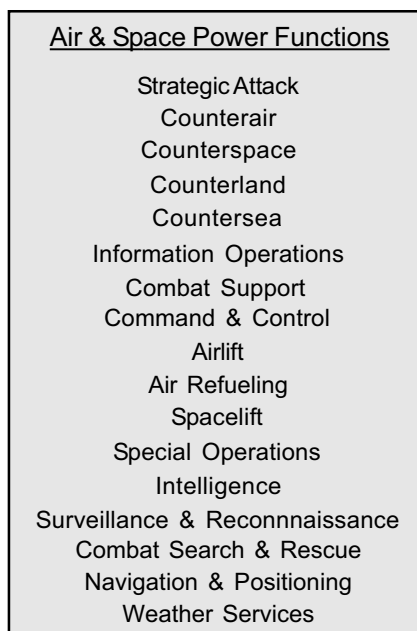 Air & Space Power Functions
Strategic Attack
Counterair
Counterspace
Counterland
Countersea
Information Operations
Combat Support
Command & Control
Airlift
Air Refueling
Spacelift
Special Operations
Intelligence
Surveillance & Reconnnaissance
Combat Search & Rescue
Navigation & Positioning
Weather Services